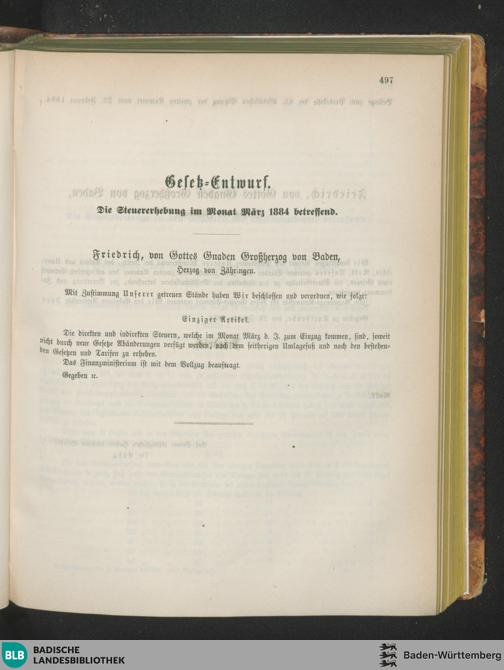 497
Gesetz-Entwurf.
Die Steuererhebung im Monat März 1884 betreffend.
Friedrich, von Gottes Gnaden Großherzog von Baden,
Herzog von Zähringen.
Mit Zustimmung Unserer getreuen Stände haben Wir beschlossen und verordnen, wie folgt:
Einziger Artikel.
Die direkten und indirekten Steuern, welche im Monat März d. J. zum Einzug kommen, sind, soweit
nicht durch neue Gesetze Abänderungen verfügt werden, nach dem seitherigen Umlagefuß und nach den bestehen-
den Gesetzen und Tarifen zu erheben.
Das Finanzministerium ist mit dem Vollzug beauftragt.
Gegeben ꝛc.
BLB
BADISCHE
LANDESBIBLIOTHEK
Baden-Württemberg